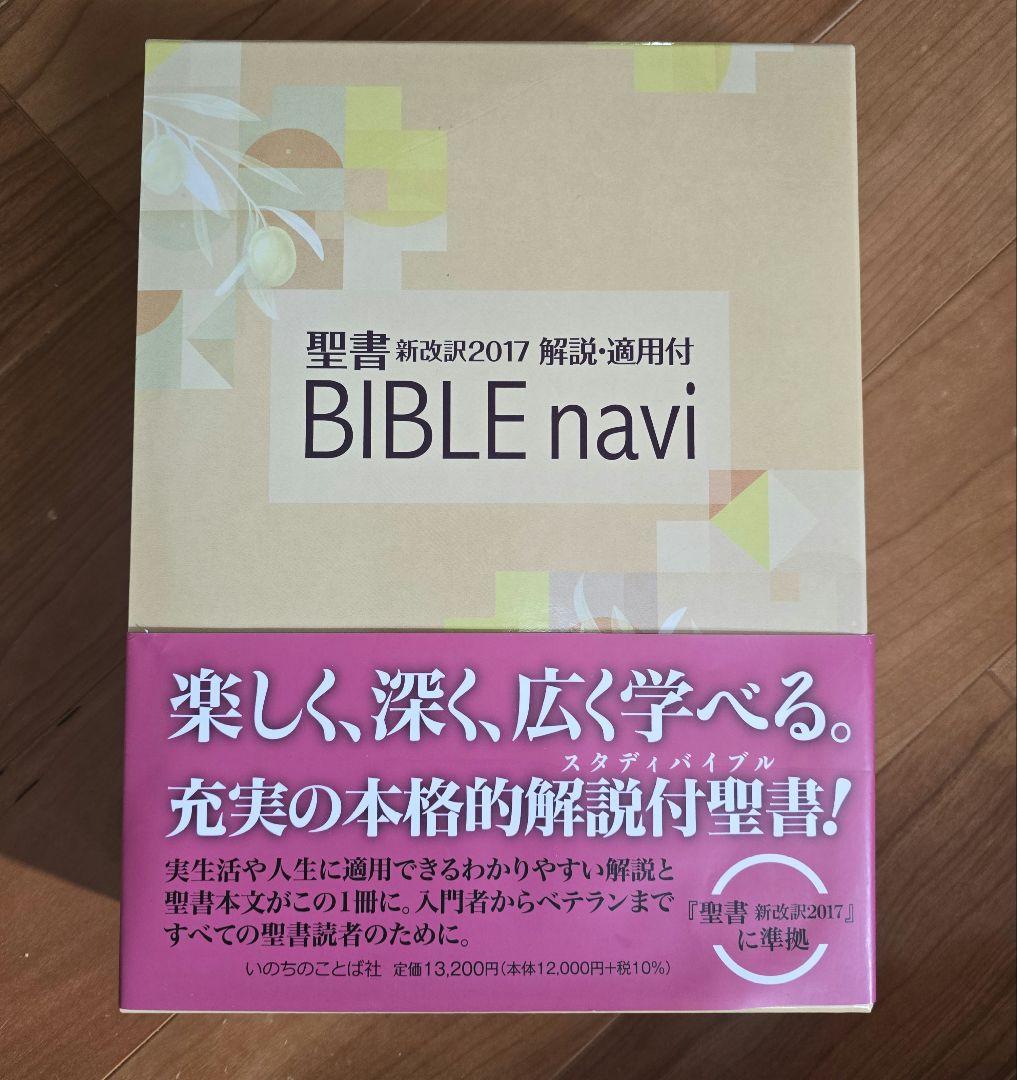 聖書 新改訳2017 解説・適用付
BIBLE navi
楽しく、深く、広く学べる。
スタディバイブル
充実の本格的解説付聖書!
実生活や人生に適用できるわかりやすい解説と
聖書本文がこの1冊に。入門者からベテランまで
すべての聖書読者のために。
いのちのことば社 定価13,200円(本体12,000円+税10%)
『聖書 新改訳2017』
に準拠